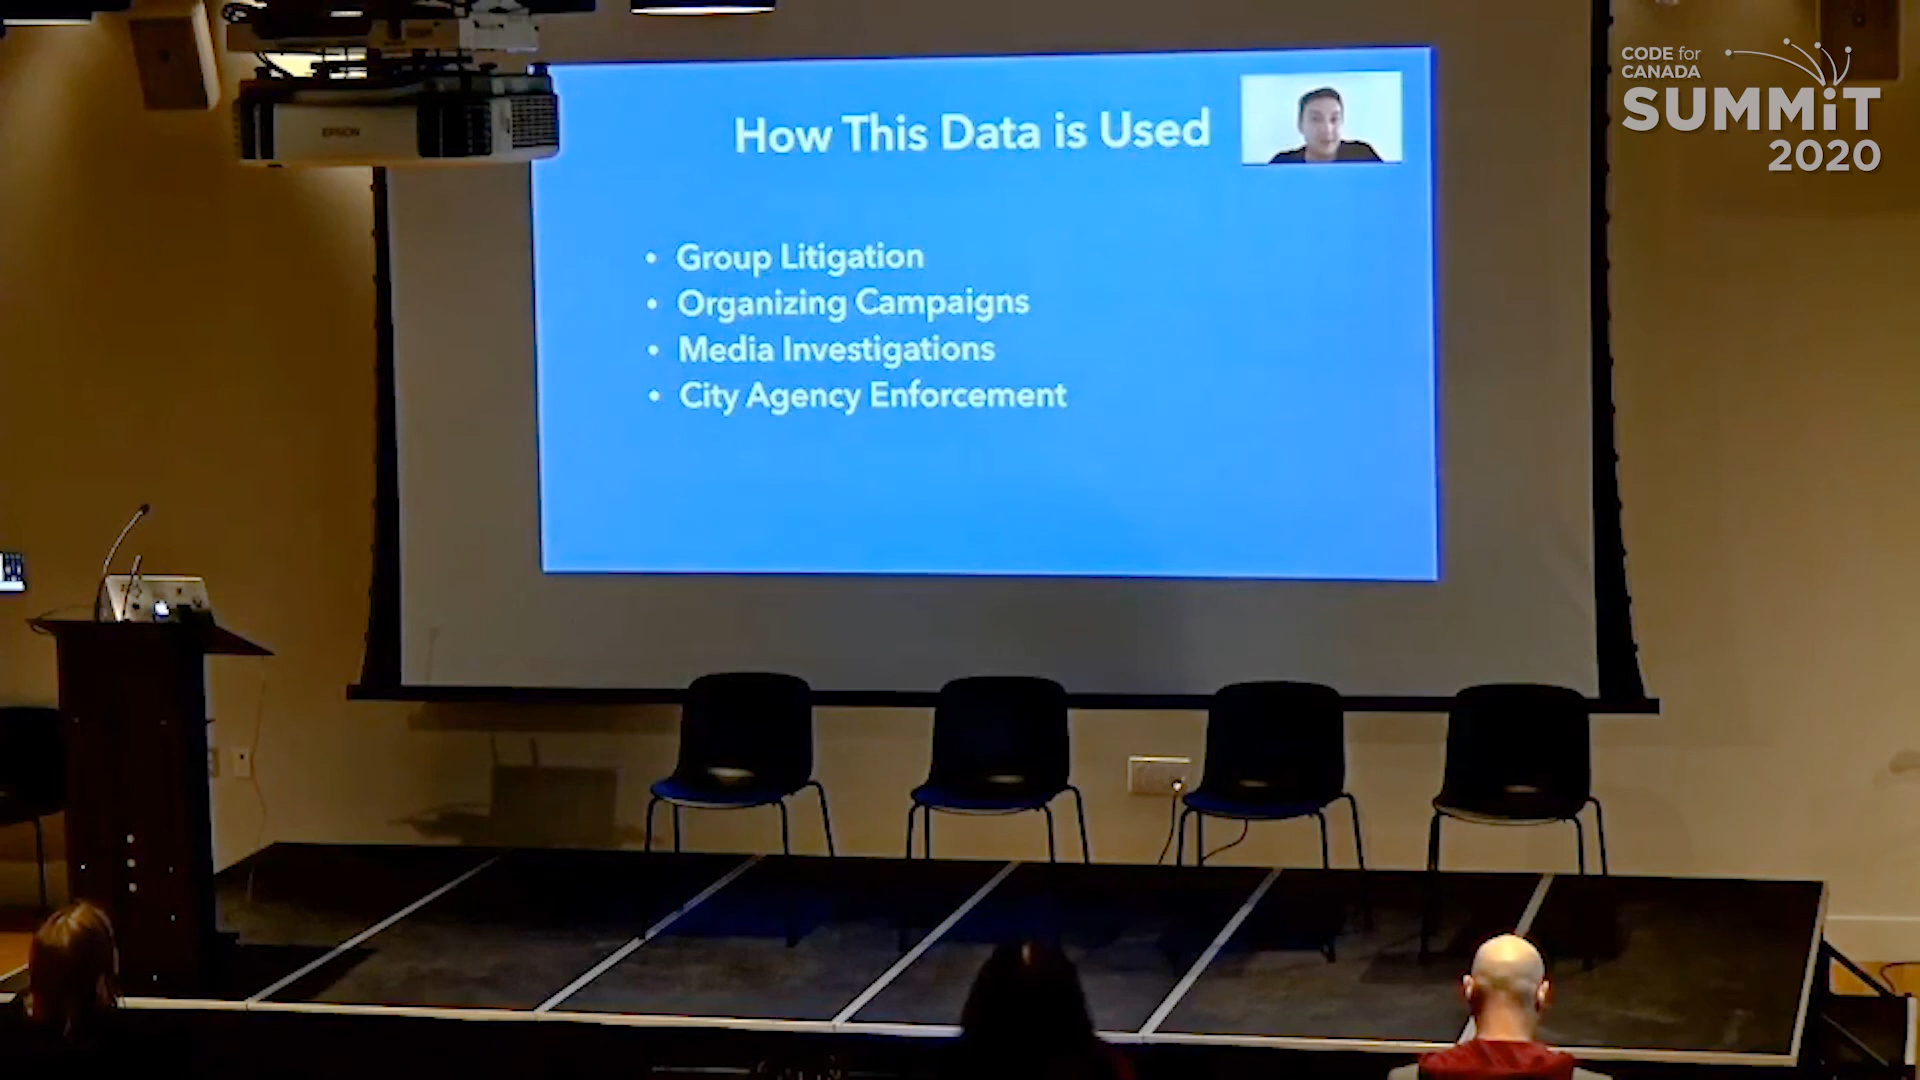 CODE for
CANADA
SUMMiT
2020
EPSON
How This Data is Used
• Group Litigation
• Organizing Campaigns
• Media Investigations
• City Agency Enforcement